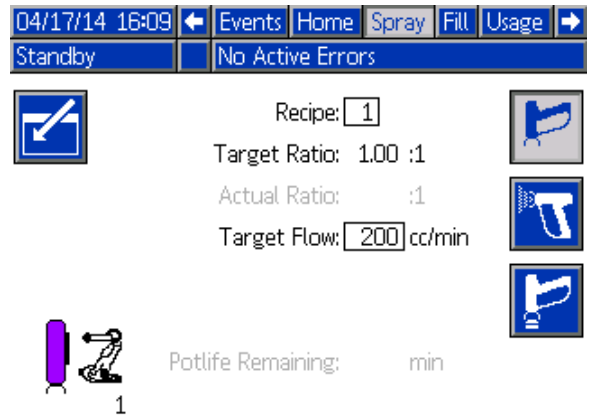 04/17/14 16:09 Events Home Spray Fill Usage
Standby No Active Errors
Recipe: 1
Target Ratio: 1.00 :1
Actual Ratio: :1
Target Flow: 200 cc/min
Potlife Remaining: min
1